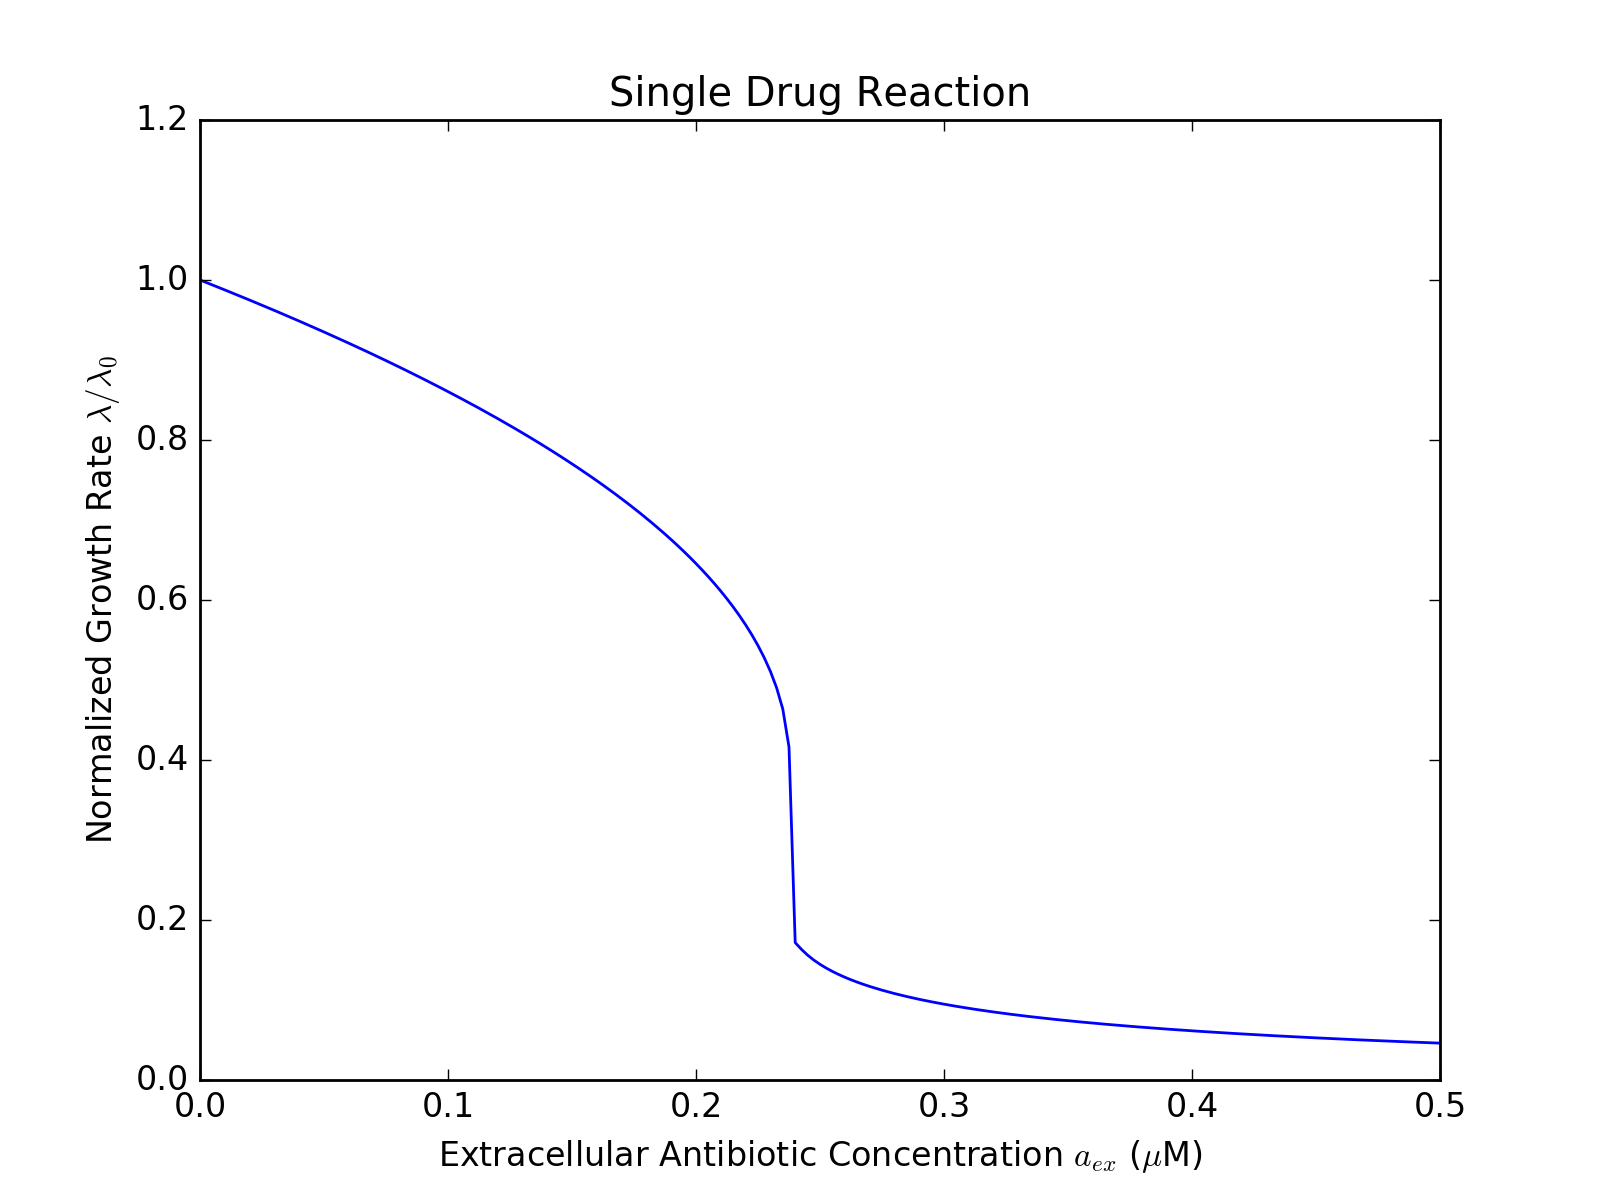 Single Drug Reaction
1.2
1.0
0.8
0.6
0.4
0.2
0.0
Normalized Growth Rate λ/λ₀
0.0 0.1 0.2 0.3 0.4 0.5
Extracellular Antibiotic Concentration aₑₓ (μM)